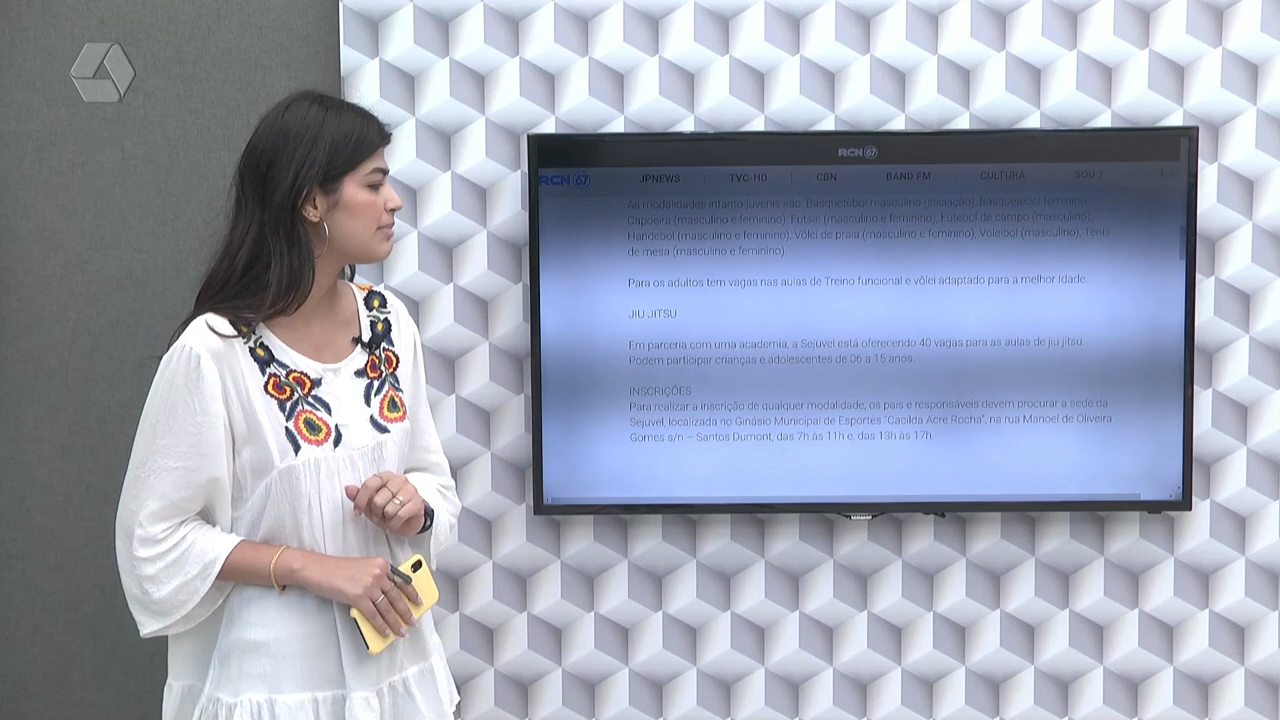 RCN 67
RCN 67 JPNEWS TVC-HD CBN BAND FM CULTURA SOU 7
As modalidades infanto-juvenis são: Basquetebol masculino (iniciação), Basquetebol feminino,
Capoeira (masculino e feminino), Futsal (masculino e feminino), Futebol de campo (masculino),
Handebol (masculino e feminino), Vôlei de praia (masculino e feminino), Voleibol (masculino), Tênis
de mesa (masculino e feminino).
Para os adultos tem vagas nas aulas de Treino funcional e vôlei adaptado para a melhor Idade.
JIU JITSU
Em parceria com uma academia, a Sejuvel está oferecendo 40 vagas para as aulas de jiu jitsu.
Podem participar crianças e adolescentes de 06 a 15 anos.
INSCRIÇÕES
Para realizar a inscrição de qualquer modalidade, os pais e responsáveis devem procurar a sede da
Sejuvel, localizada no Ginásio Municipal de Esportes "Cacilda Acre Rocha", na rua Manoel de Oliveira
Gomes s/n – Santos Dumont, das 7h às 11h e, das 13h às 17h.